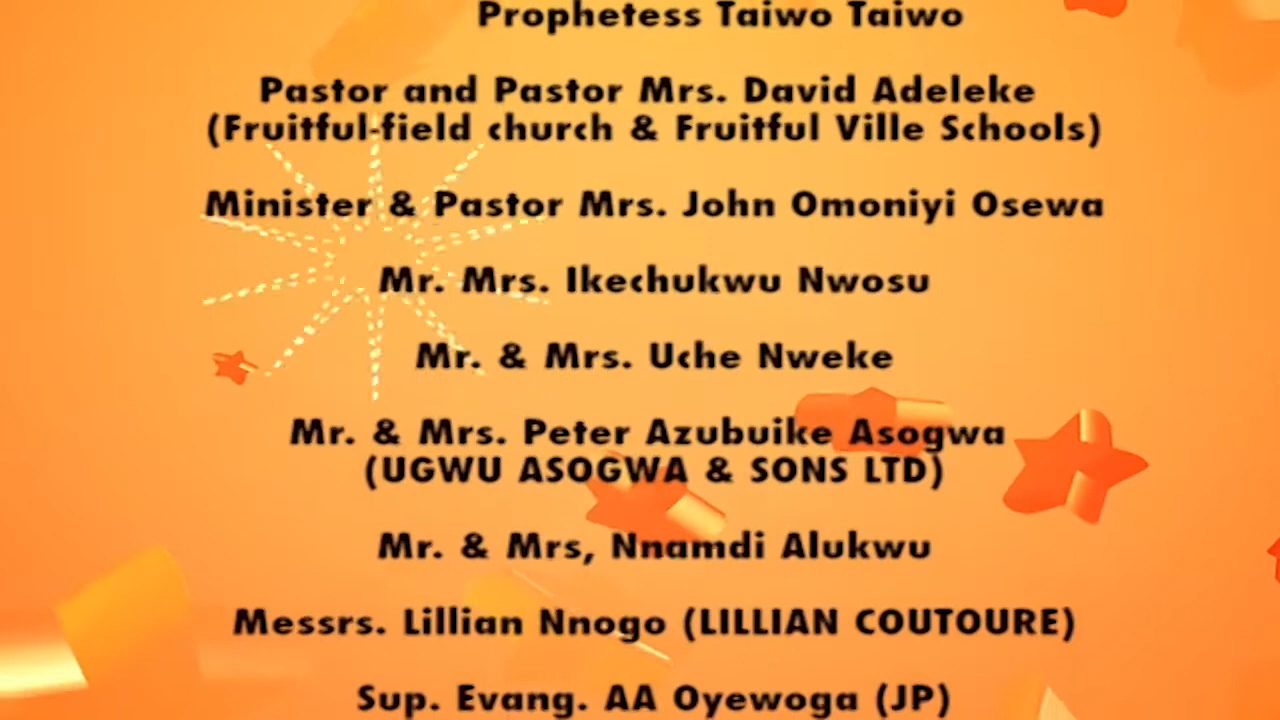 Prophetess Taiwo Taiwo
Pastor and Pastor Mrs. David Adeleke
(Fruitful-field church & Fruitful Ville Schools)
Minister & Pastor Mrs. John Omoniyi Osewa
Mr. Mrs. Ikechukwu Nwosu
Mr. & Mrs. Uche Nweke
Mr. & Mrs. Peter Azubuike Asogwa
(UGWU ASOGWA & SONS LTD)
Mr. & Mrs, Nnamdi Alukwu
Messrs. Lillian Nnogo (LILLIAN COUTOURE)
Sup. Evang. AA Oyewoga (JP)